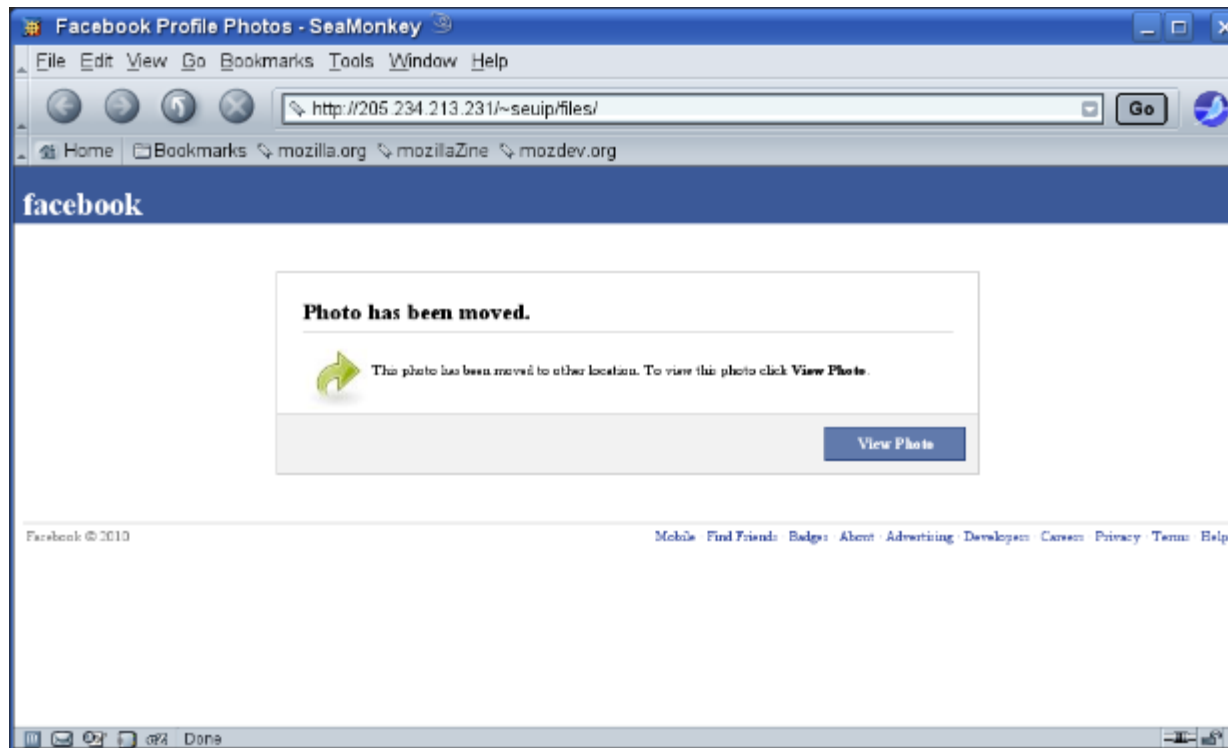 Facebook Profile Photos - SeaMonkey
File Edit View Go Bookmarks Tools Window Help
http://205.234.213.231/~seuip/files/ Go
Home Bookmarks mozilla.org mozillaZine mozdev.org
facebook
Photo has been moved.
This photo has been moved to other location. To view this photo click View Photo.
View Photo
Facebook © 2010 Mobile · Find Friends · Badges · About · Advertising · Developers · Careers · Privacy · Terms · Help
Done